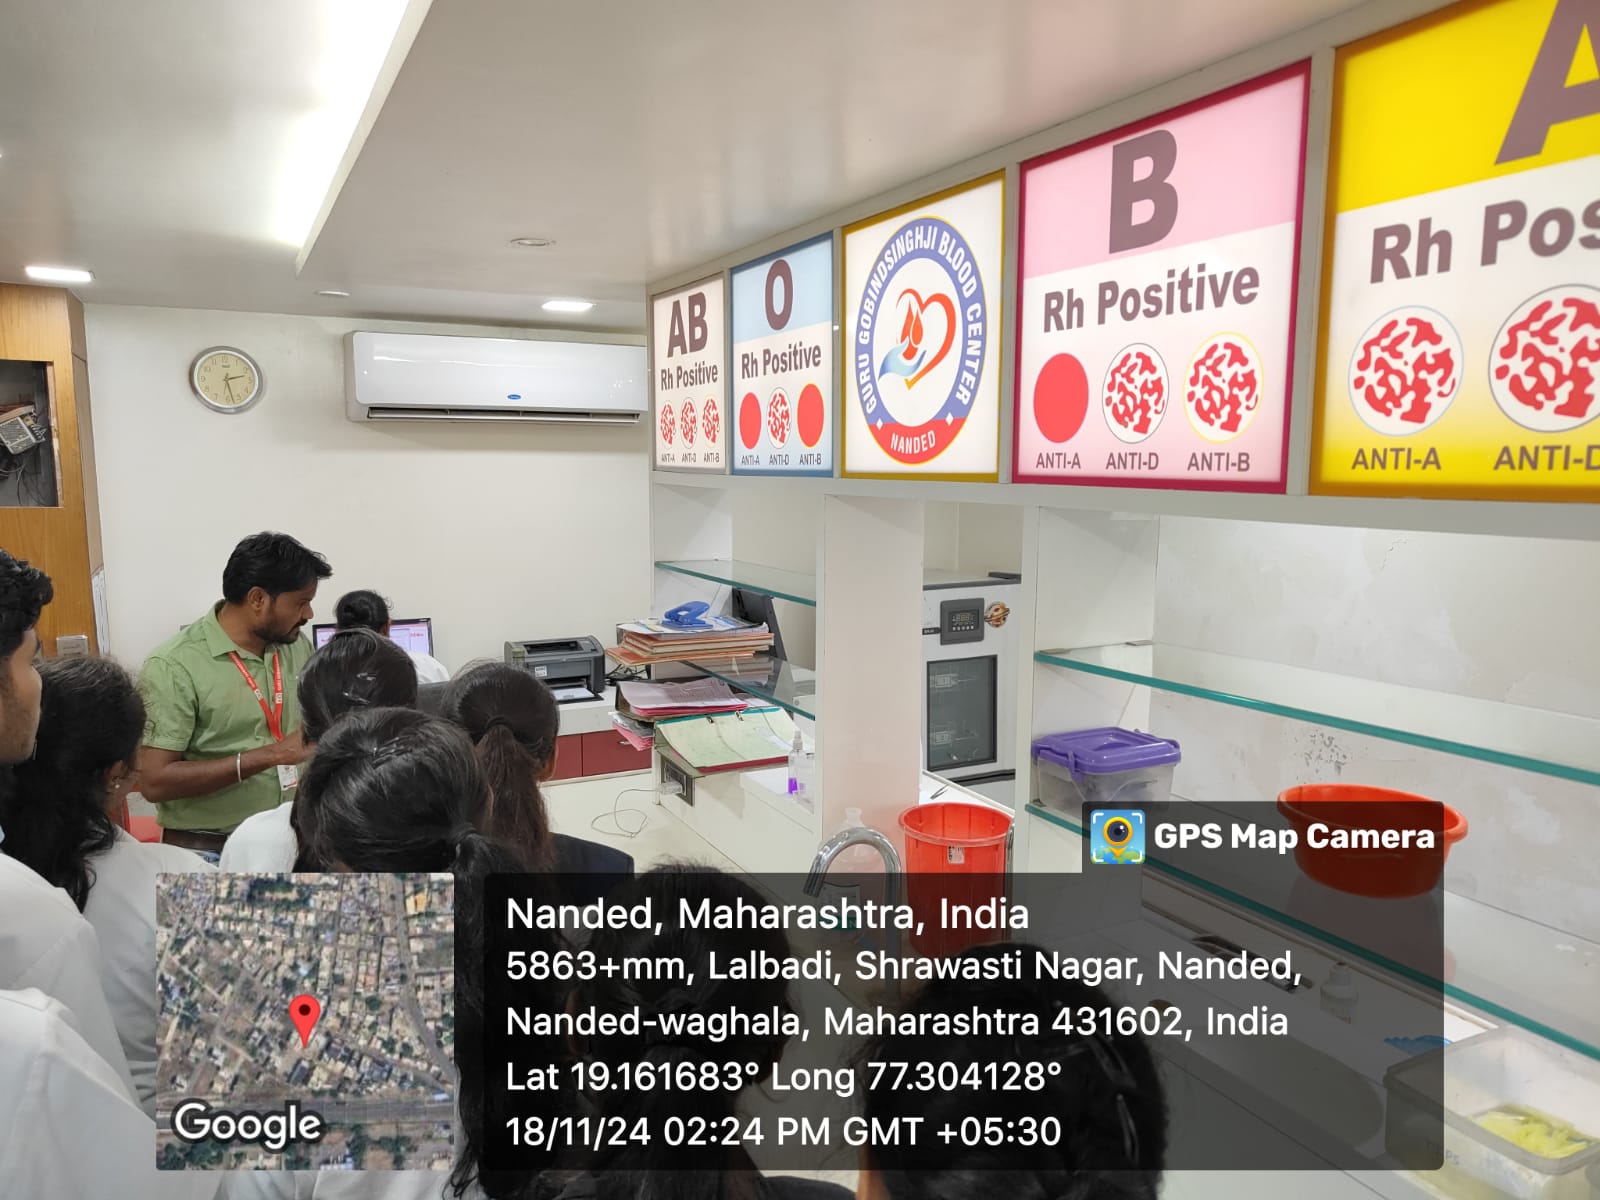 AB
Rh Positive
ANTI-A ANTI-D ANTI-B
O
Rh Positive
ANTI-A ANTI-D ANTI-B
GURU GOBINDSINGHJI BLOOD CENTER
NANDED
B
Rh Positive
ANTI-A ANTI-D ANTI-B
A
Rh Pos
ANTI-A ANTI-D
GPS Map Camera
Nanded, Maharashtra, India
5863+mm, Lalbadi, Shrawasti Nagar, Nanded,
Nanded-waghala, Maharashtra 431602, India
Lat 19.161683° Long 77.304128°
18/11/24 02:24 PM GMT +05:30
Google